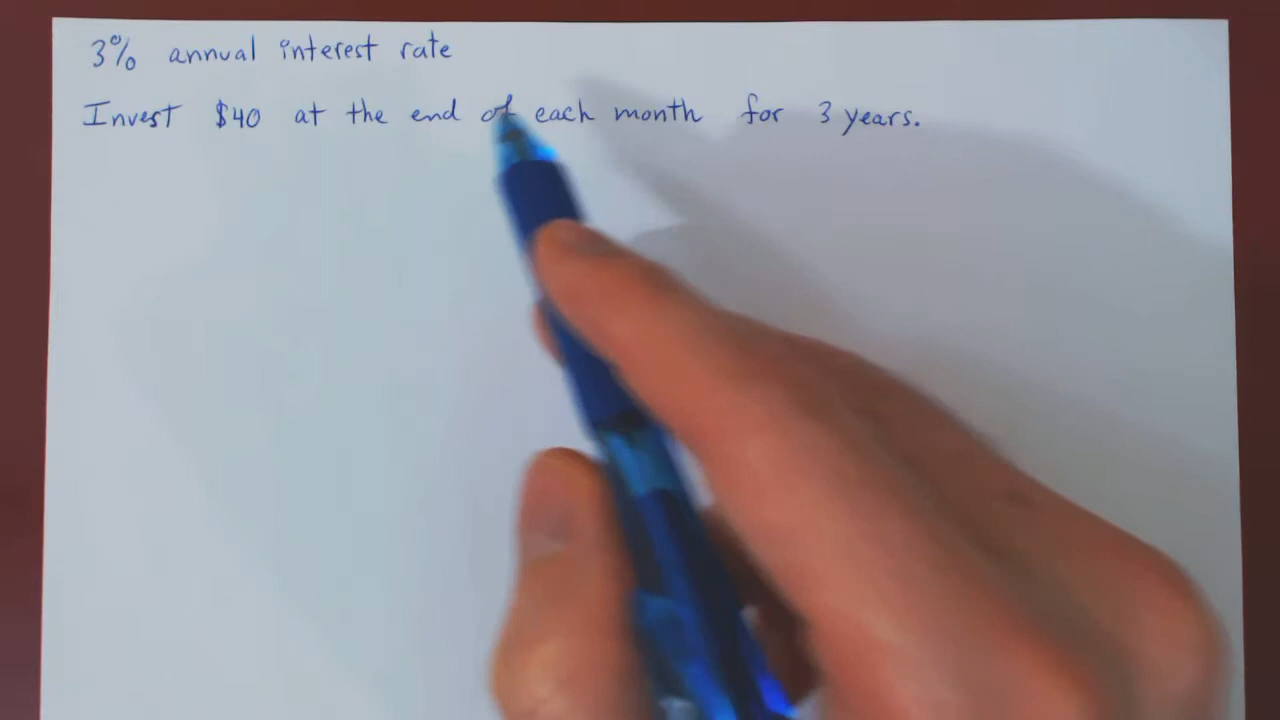 3% annual interest rate
Invest $40 at the end of each month for 3 years.